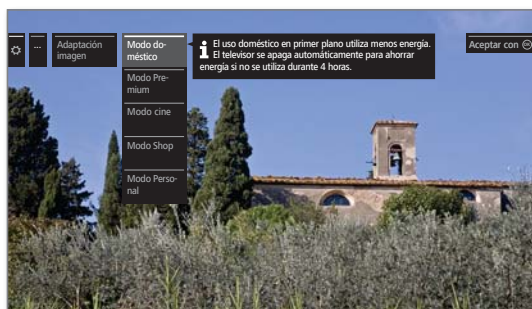 ...
Adaptación
imagen
Modo do-
méstico
El uso doméstico en primer plano utiliza menos energía.
El televisor se apaga automáticamente para ahorrar
energía si no se utiliza durante 4 horas.
Aceptar con OK
Modo Pre-
mium
Modo cine
Modo Shop
Modo Perso-
nal